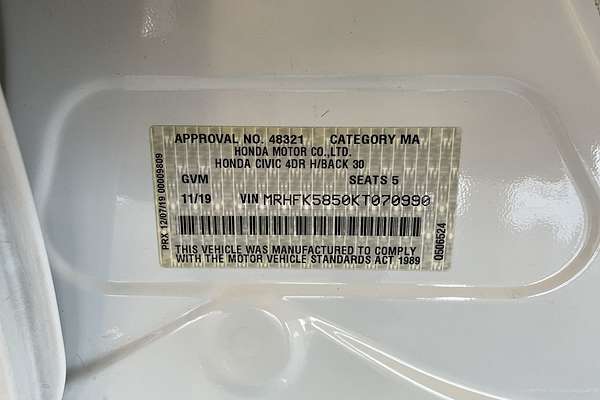 APPROVAL NO. 48321 CATEGORY MA
HONDA MOTOR CO.,LTD.
HONDA CIVIC 4DR H/BACK 30
GVM SEATS 5
11/19 VIN MRHFK5850KT070990
THIS VEHICLE WAS MANUFACTURED TO COMPLY
WITH THE MOTOR VEHICLE STANDARDS ACT 1989
PRX 12/07/19 00009809
0506524